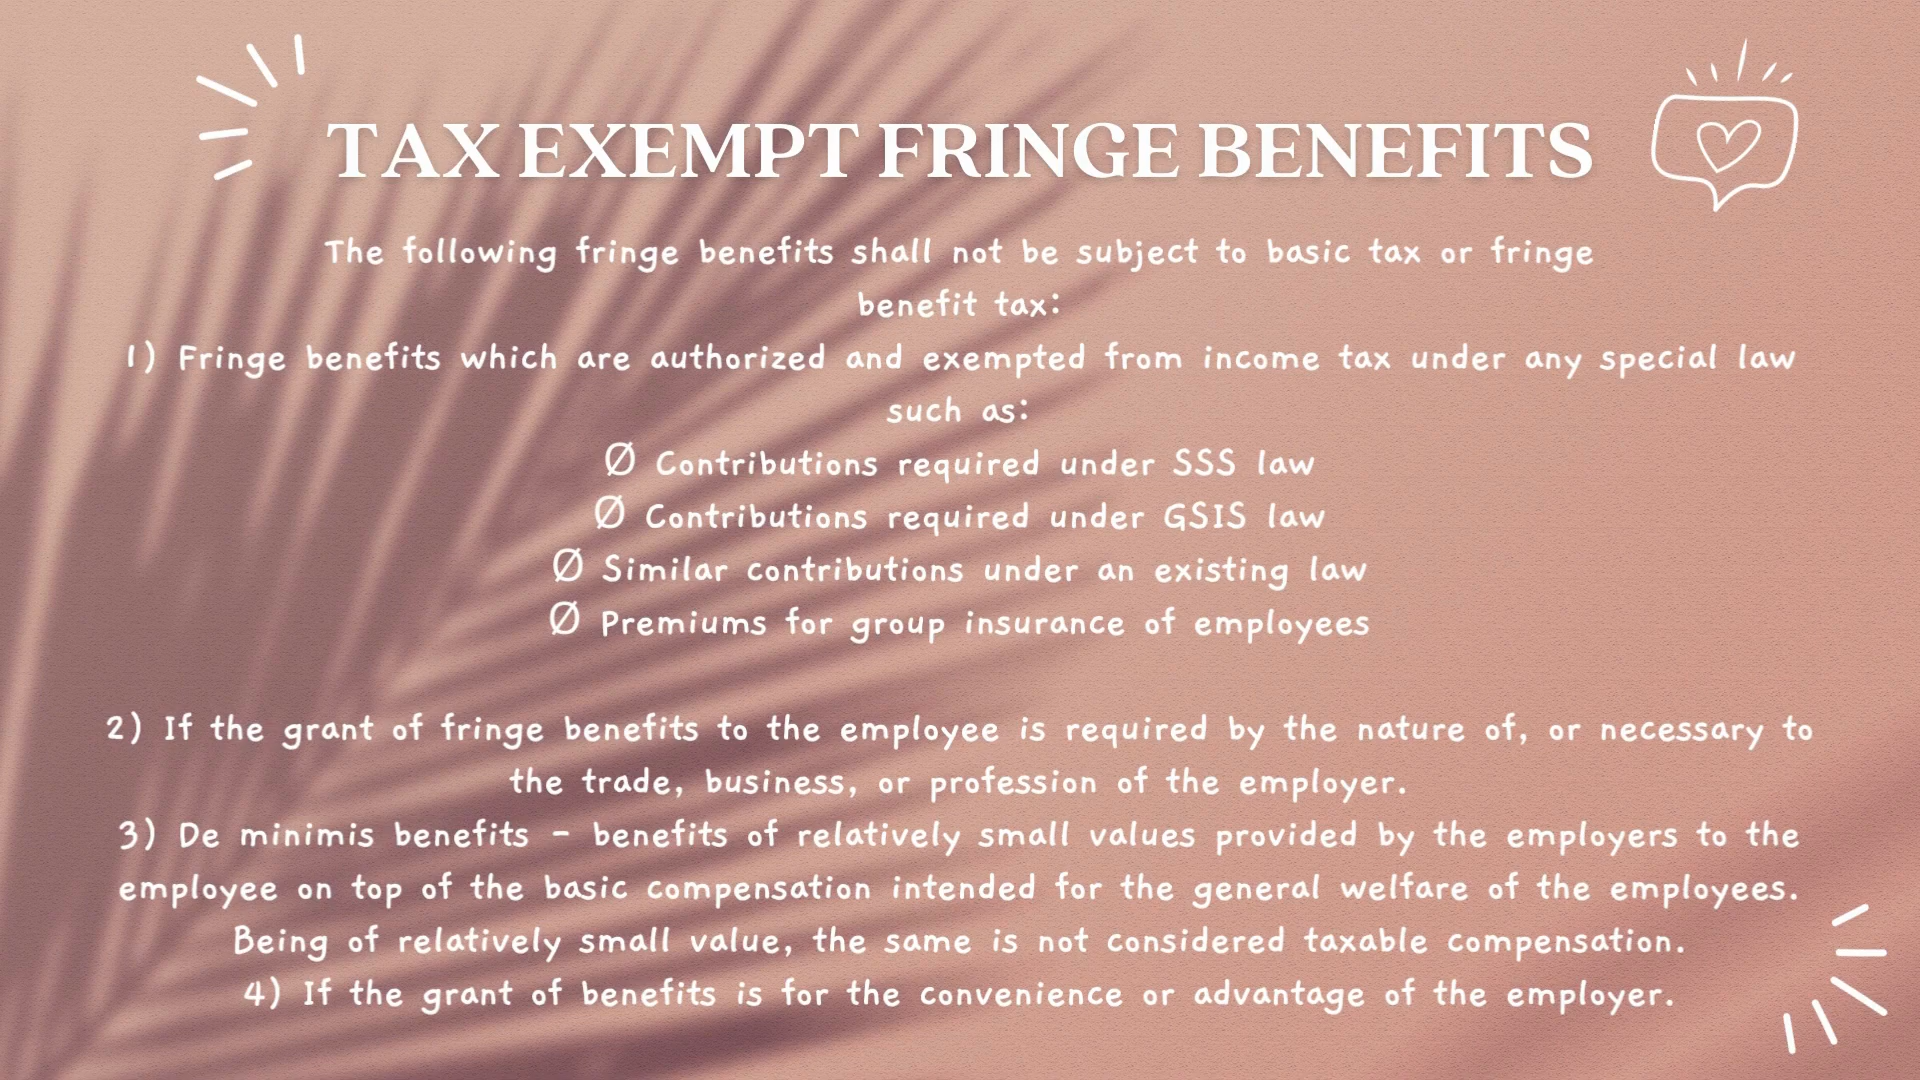 TAX EXEMPT FRINGE BENEFITS
The following fringe benefits shall not be subject to basic tax or fringe
benefit tax:
1) Fringe benefits which are authorized and exempted from income tax under any special law
such as:
Ø Contributions required under SSS law
Ø Contributions required under GSIS law
Ø Similar contributions under an existing law
Ø Premiums for group insurance of employees
2) If the grant of fringe benefits to the employee is required by the nature of, or necessary to
the trade, business, or profession of the employer.
3) De minimis benefits - benefits of relatively small values provided by the employers to the
employee on top of the basic compensation intended for the general welfare of the employees.
Being of relatively small value, the same is not considered taxable compensation.
4) If the grant of benefits is for the convenience or advantage of the employer.